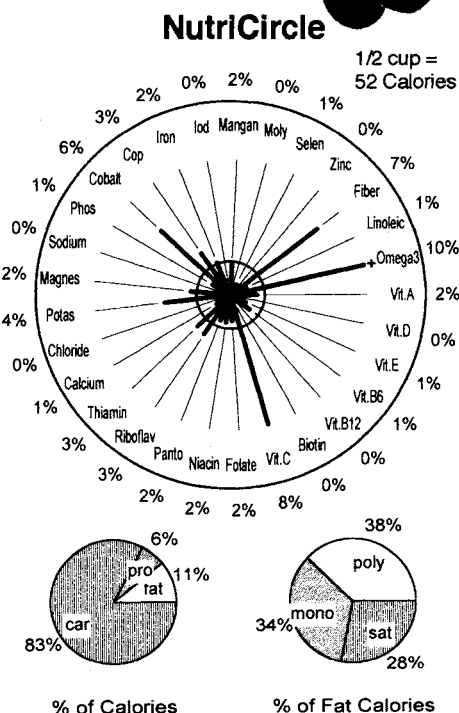 NutriCircle
1/2 cup =
52 Calories
2%
0%
1%
0%
7%
1%
10%
2%
0%
1%
1%
0%
0%
8%
2%
2%
2%
3%
3%
1%
0%
4%
2%
0%
1%
6%
3%
2%
0%
Mangan
Moly
Selen
Zinc
Fiber
Linoleic
+Omega3
Vit.A
Vit.D
Vit.E
Vit.B6
Vit.B12
Biotin
Vit.C
Folate
Niacin
Panto
Riboflav
Thiamin
Calcium
Chloride
Potas
Magnes
Sodium
Phos
Cobalt
Cop
Iron
Iod
6%
pro
11%
fat
car
83%
% of Calories
38%
poly
mono
34%
sat
28%
% of Fat Calories